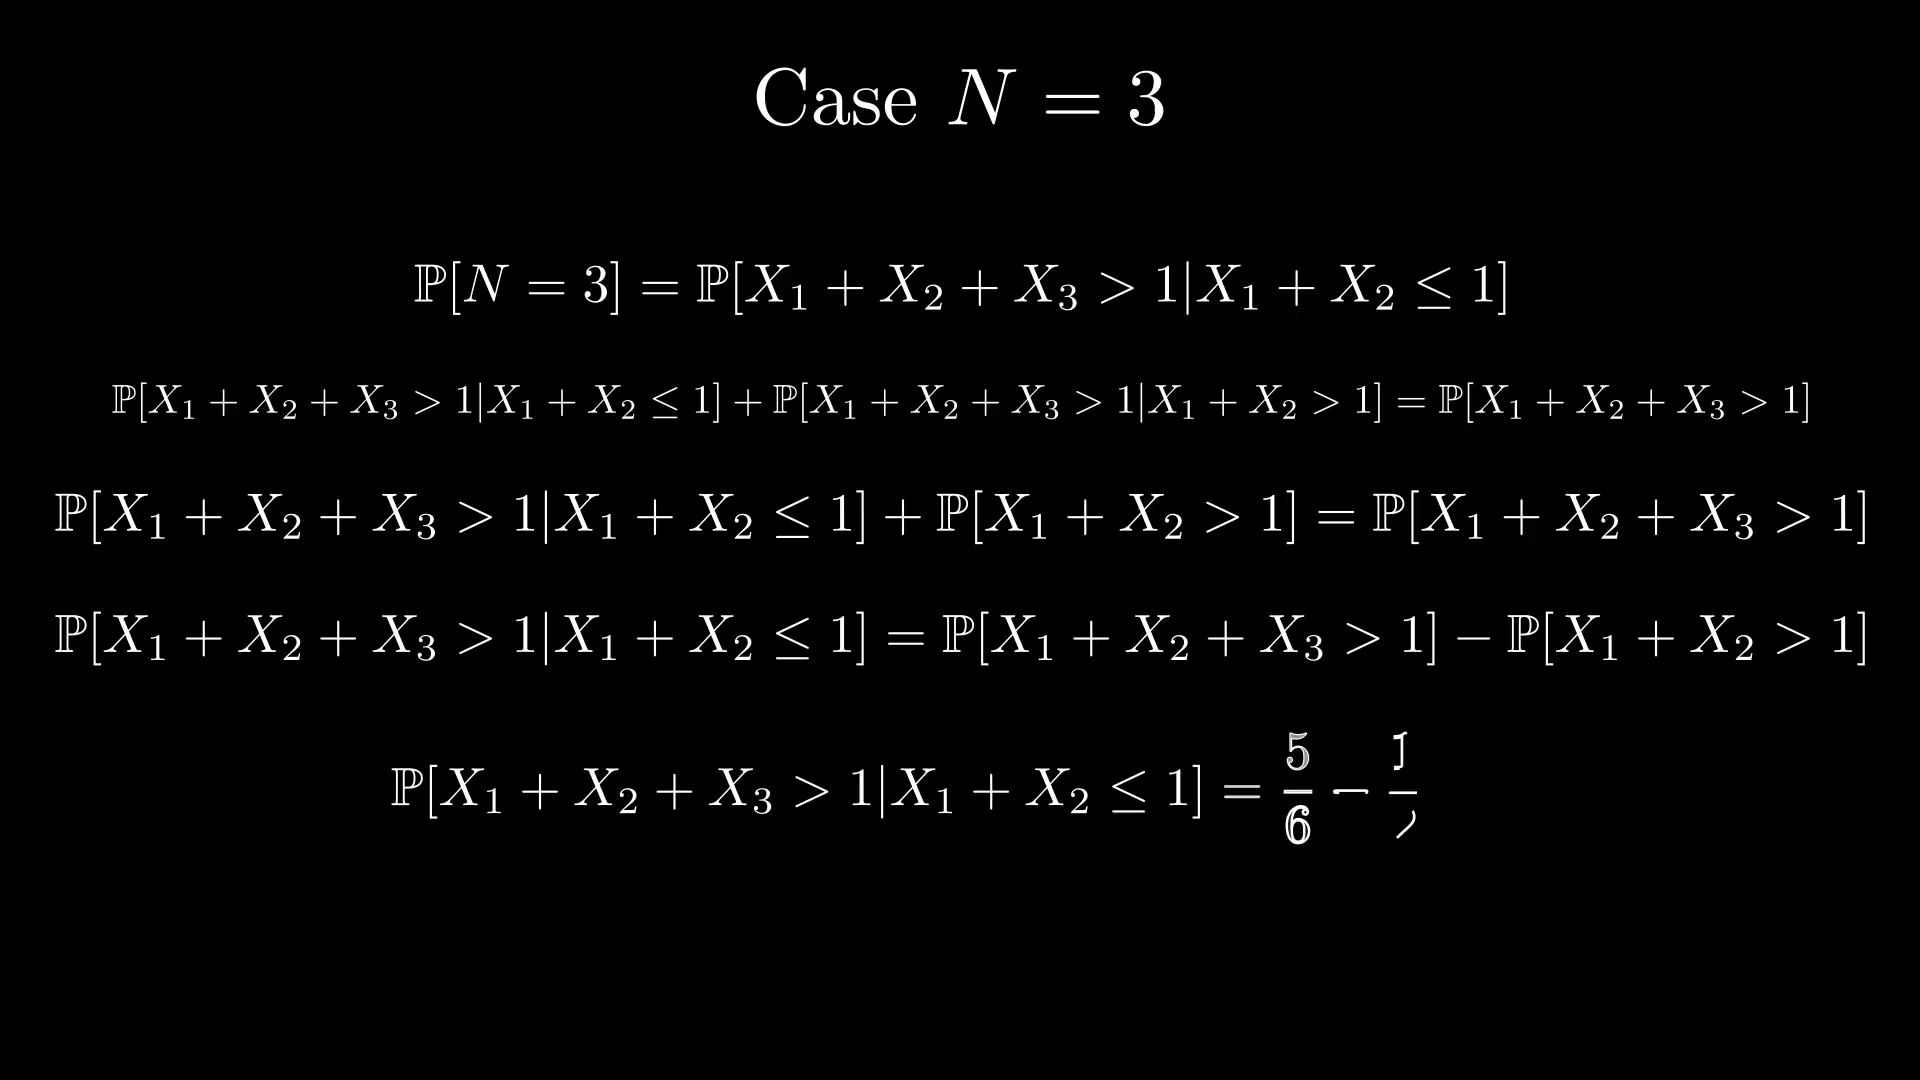 Case N = 3
ℙ[N = 3] = ℙ[X₁ + X₂ + X₃ > 1|X₁ + X₂ ≤ 1]
ℙ[X₁ + X₂ + X₃ > 1|X₁ + X₂ ≤ 1] + ℙ[X₁ + X₂ + X₃ > 1|X₁ + X₂ > 1] = ℙ[X₁ + X₂ + X₃ > 1]
ℙ[X₁ + X₂ + X₃ > 1|X₁ + X₂ ≤ 1] + ℙ[X₁ + X₂ > 1] = ℙ[X₁ + X₂ + X₃ > 1]
ℙ[X₁ + X₂ + X₃ > 1|X₁ + X₂ ≤ 1] = ℙ[X₁ + X₂ + X₃ > 1] − ℙ[X₁ + X₂ > 1]
ℙ[X₁ + X₂ + X₃ > 1|X₁ + X₂ ≤ 1] = 5/6 − 1/